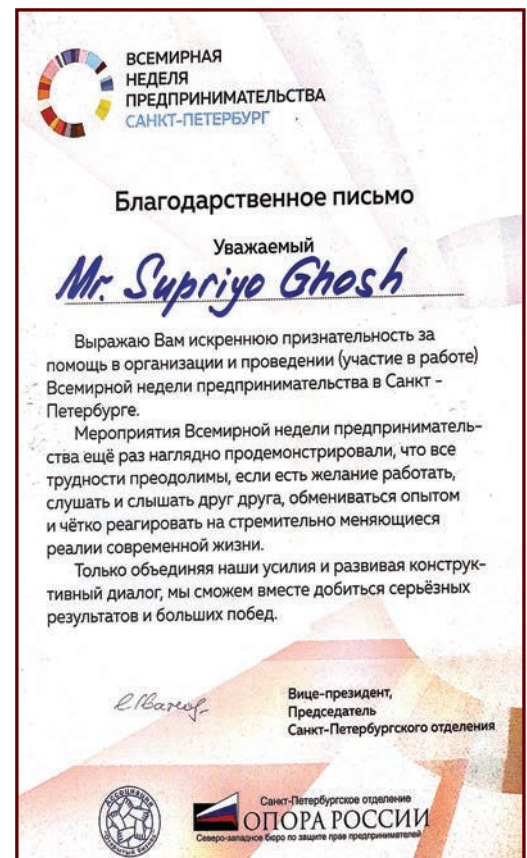 ВСЕМИРНАЯ
НЕДЕЛЯ
ПРЕДПРИНИМАТЕЛЬСТВА
САНКТ-ПЕТЕРБУРГ
Благодарственное письмо
Уважаемый
Mr. Supriyo Ghosh
Выражаю Вам искреннюю признательность за
помощь в организации и проведении (участие в работе)
Всемирной недели предпринимательства в Санкт -
Петербурге.
Мероприятия Всемирной недели предприниматель-
ства ещё раз наглядно продемонстрировали, что все
трудности преодолимы, если есть желание работать,
слушать и слышать друг друга, обмениваться опытом
и чётко реагировать на стремительно меняющиеся
реалии современной жизни.
Только объединяя наши усилия и развивая конструк-
тивный диалог, мы сможем вместе добиться серьёзных
результатов и больших побед.
Вице-президент,
Председатель
Санкт-Петербургского отделения
Ассоциация
Санкт-Петербургское отделение
ОПОРА РОССИИ
Северо-западное бюро по защите прав предпринимателей